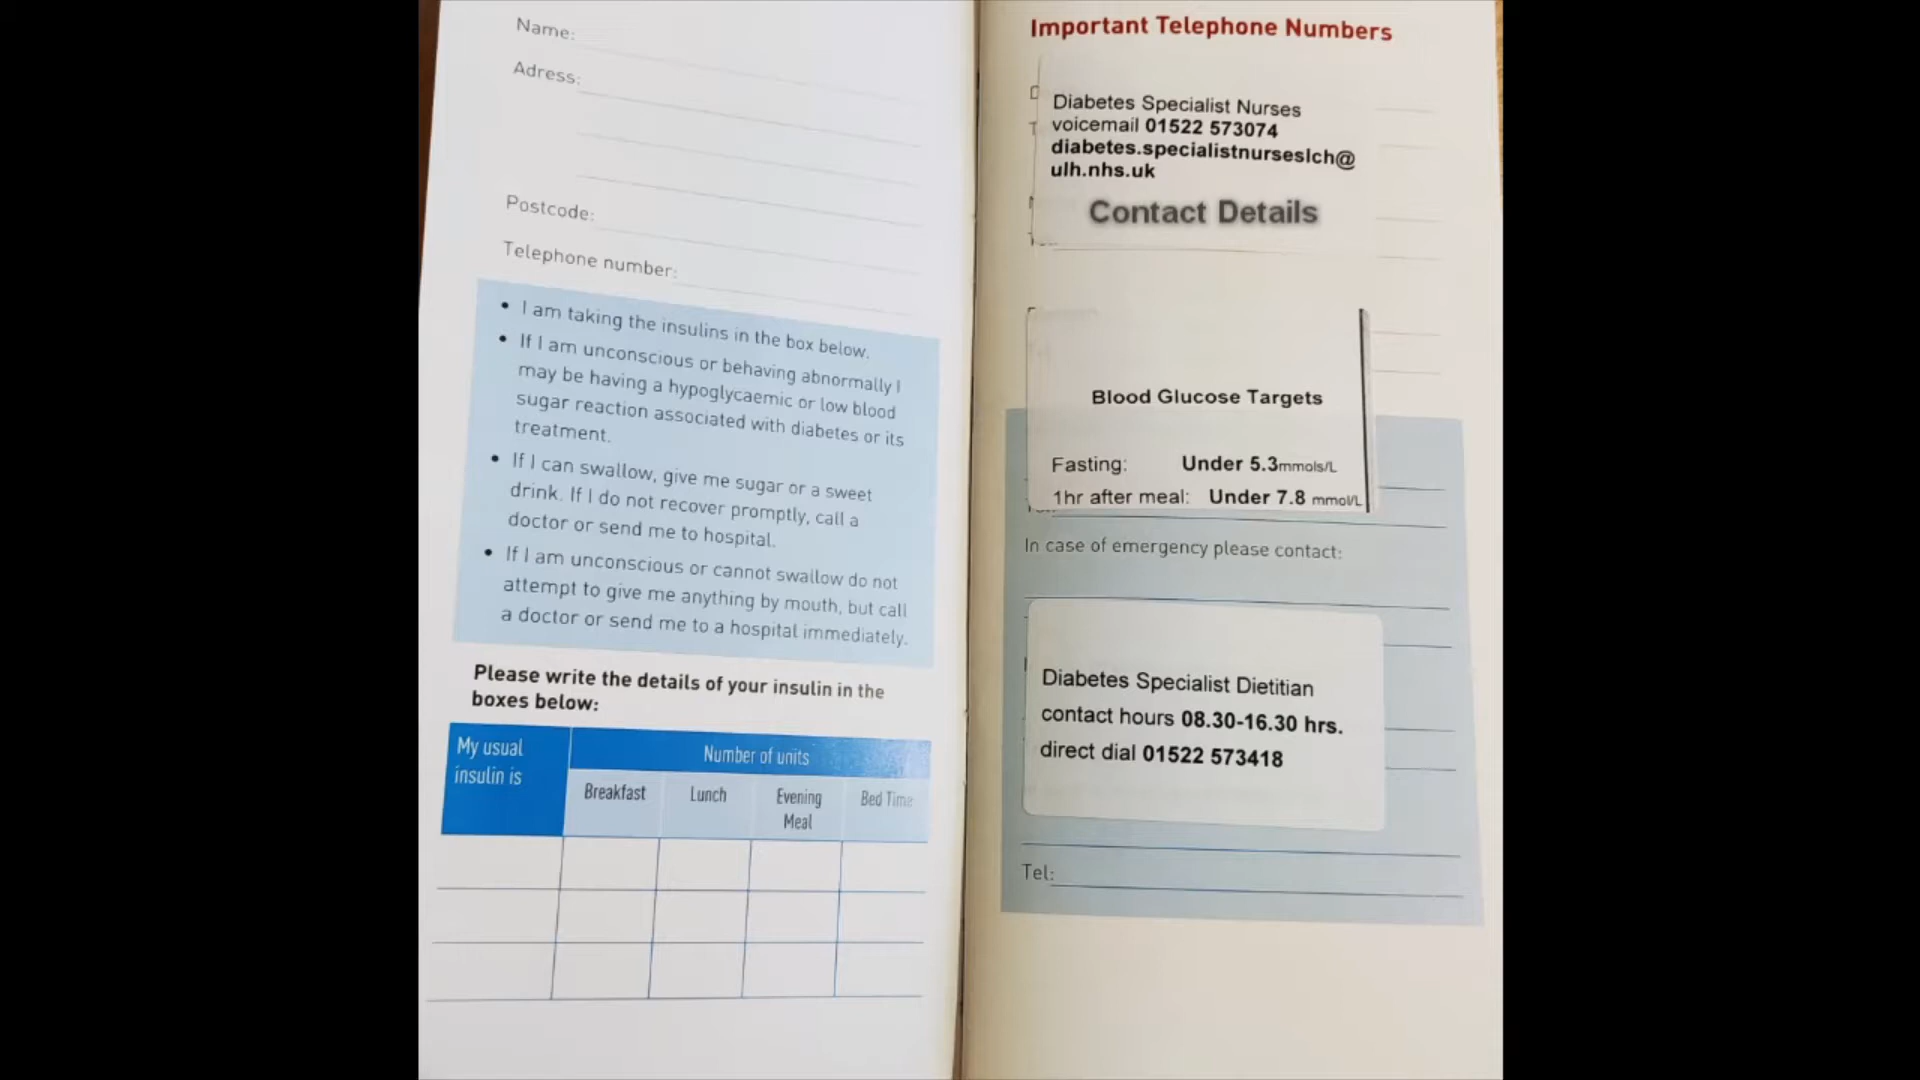 Name:
Adress:
Postcode:
Telephone number:
• I am taking the insulins in the box below.
• If I am unconscious or behaving abnormally I
may be having a hypoglycaemic or low blood
sugar reaction associated with diabetes or its
treatment.
• If I can swallow, give me sugar or a sweet
drink. If I do not recover promptly, call a
doctor or send me to hospital.
• If I am unconscious or cannot swallow do not
attempt to give me anything by mouth, but call
a doctor or send me to a hospital immediately.
Please write the details of your insulin in the
boxes below:
My usual
insulin is
Number of units
Breakfast
Lunch
Evening
Meal
Bed Time
Important Telephone Numbers
Diabetes Specialist Nurses
voicemail 01522 573074
diabetes.specialistnurseslch@
ulh.nhs.uk
Contact Details
Blood Glucose Targets
Fasting: Under 5.3mmols/L
1hr after meal: Under 7.8 mmol/L
In case of emergency please contact:
Diabetes Specialist Dietitian
contact hours 08.30-16.30 hrs.
direct dial 01522 573418
Tel: